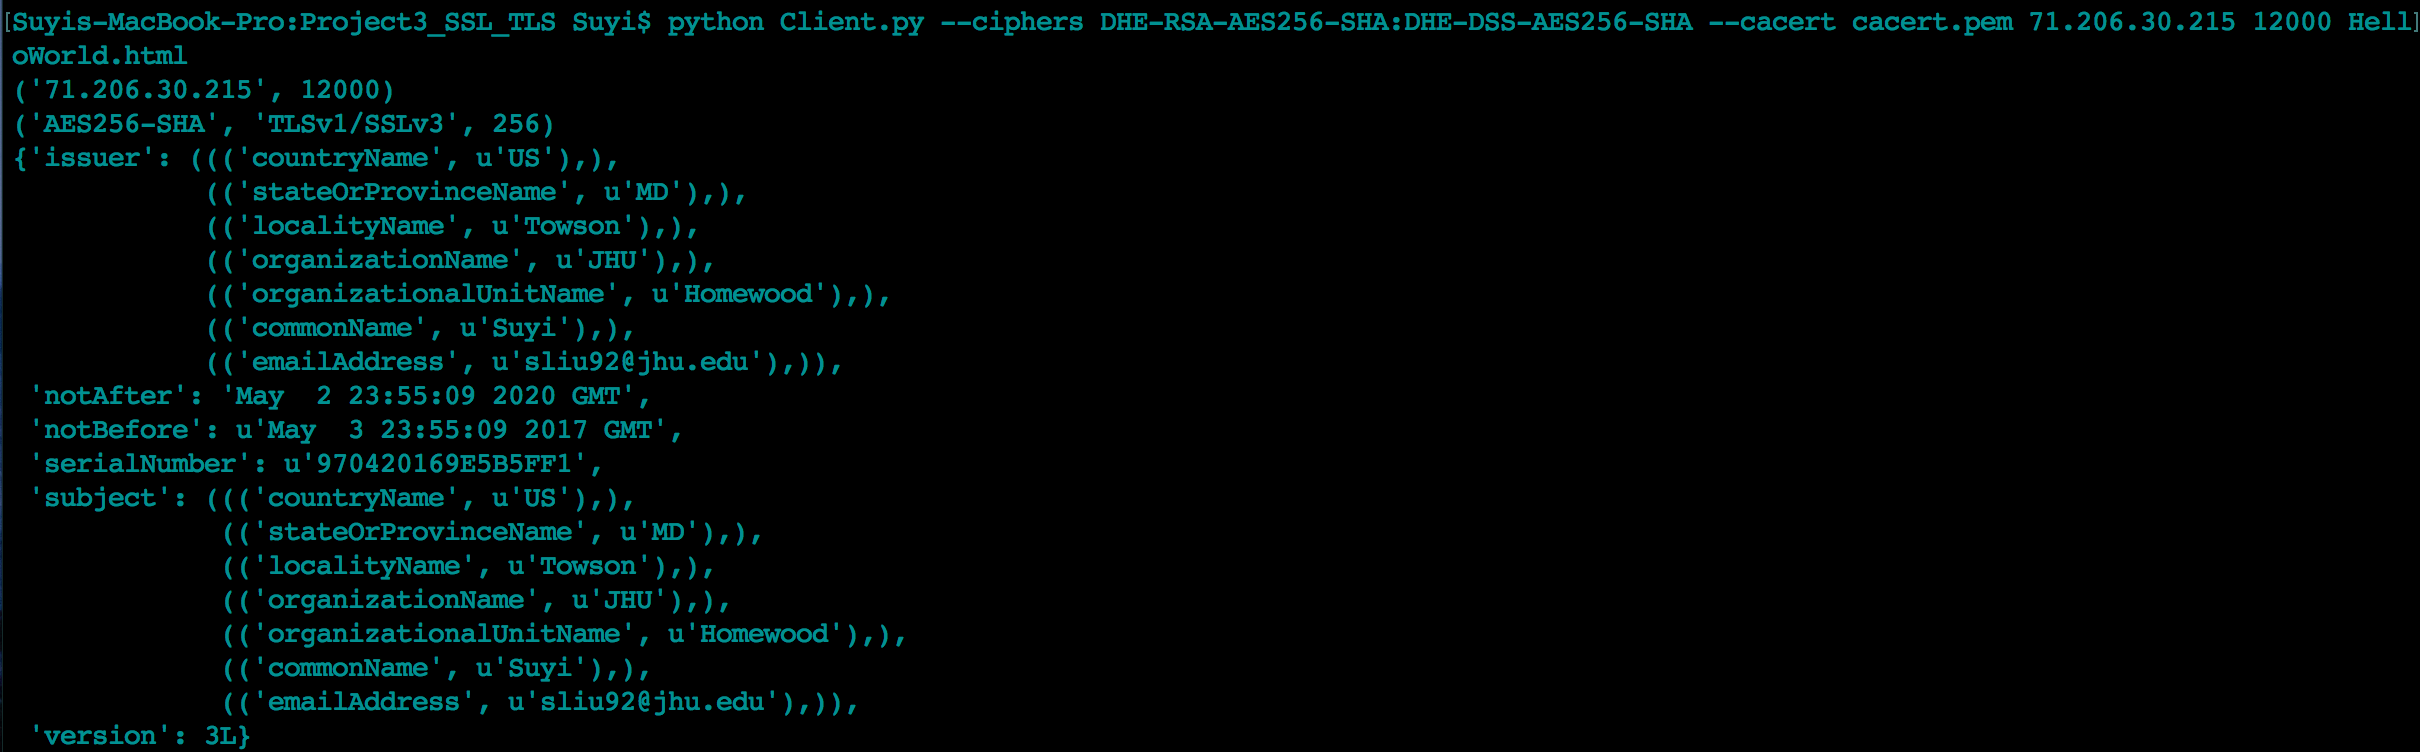 [Suyis-MacBook-Pro:Project3_SSL_TLS Suyi$ python Client.py --ciphers DHE-RSA-AES256-SHA:DHE-DSS-AES256-SHA --cacert cacert.pem 71.206.30.215 12000 Hell]
oWorld.html
('71.206.30.215', 12000)
('AES256-SHA', 'TLSv1/SSLv3', 256)
{'issuer': ((('countryName', u'US'),),
            (('stateOrProvinceName', u'MD'),),
            (('localityName', u'Towson'),),
            (('organizationName', u'JHU'),),
            (('organizationalUnitName', u'Homewood'),),
            (('commonName', u'Suyi'),),
            (('emailAddress', u'sliu92@jhu.edu'),)),
 'notAfter': 'May  2 23:55:09 2020 GMT',
 'notBefore': u'May  3 23:55:09 2017 GMT',
 'serialNumber': u'970420169E5B5FF1',
 'subject': ((('countryName', u'US'),),
             (('stateOrProvinceName', u'MD'),),
             (('localityName', u'Towson'),),
             (('organizationName', u'JHU'),),
             (('organizationalUnitName', u'Homewood'),),
             (('commonName', u'Suyi'),),
             (('emailAddress', u'sliu92@jhu.edu'),)),
 'version': 3L}